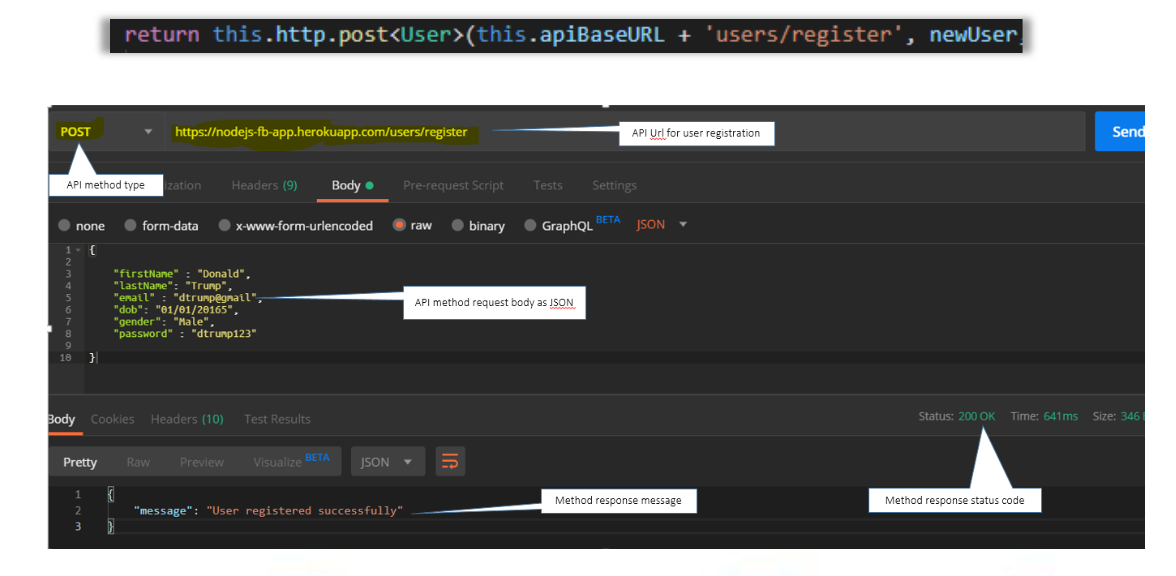 return this.http.post<User>(this.apiBaseURL + 'users/register', newUser
POST https://nodejs-fb-app.herokuapp.com/users/register API Url for user registration Send
API method type ization Headers (9) Body Pre-request Script Tests Settings
none form-data x-www-form-urlencoded raw binary GraphQL BETA JSON
1 {
2
3 "firstName" : "Donald",
4 "lastName": "Trump",
5 "email" : "dtrump@gmail",
6 "dob": "01/01/20165",
7 "gender": "Male",
8 "password" : "dtrump123"
9
10 }
API method request body as JSON
Body Cookies Headers (10) Test Results Status: 200 OK Time: 641ms Size: 346
Pretty Raw Preview Visualize BETA JSON
1 {
2 "message": "User registered successfully"
3 }
Method response message
Method response status code